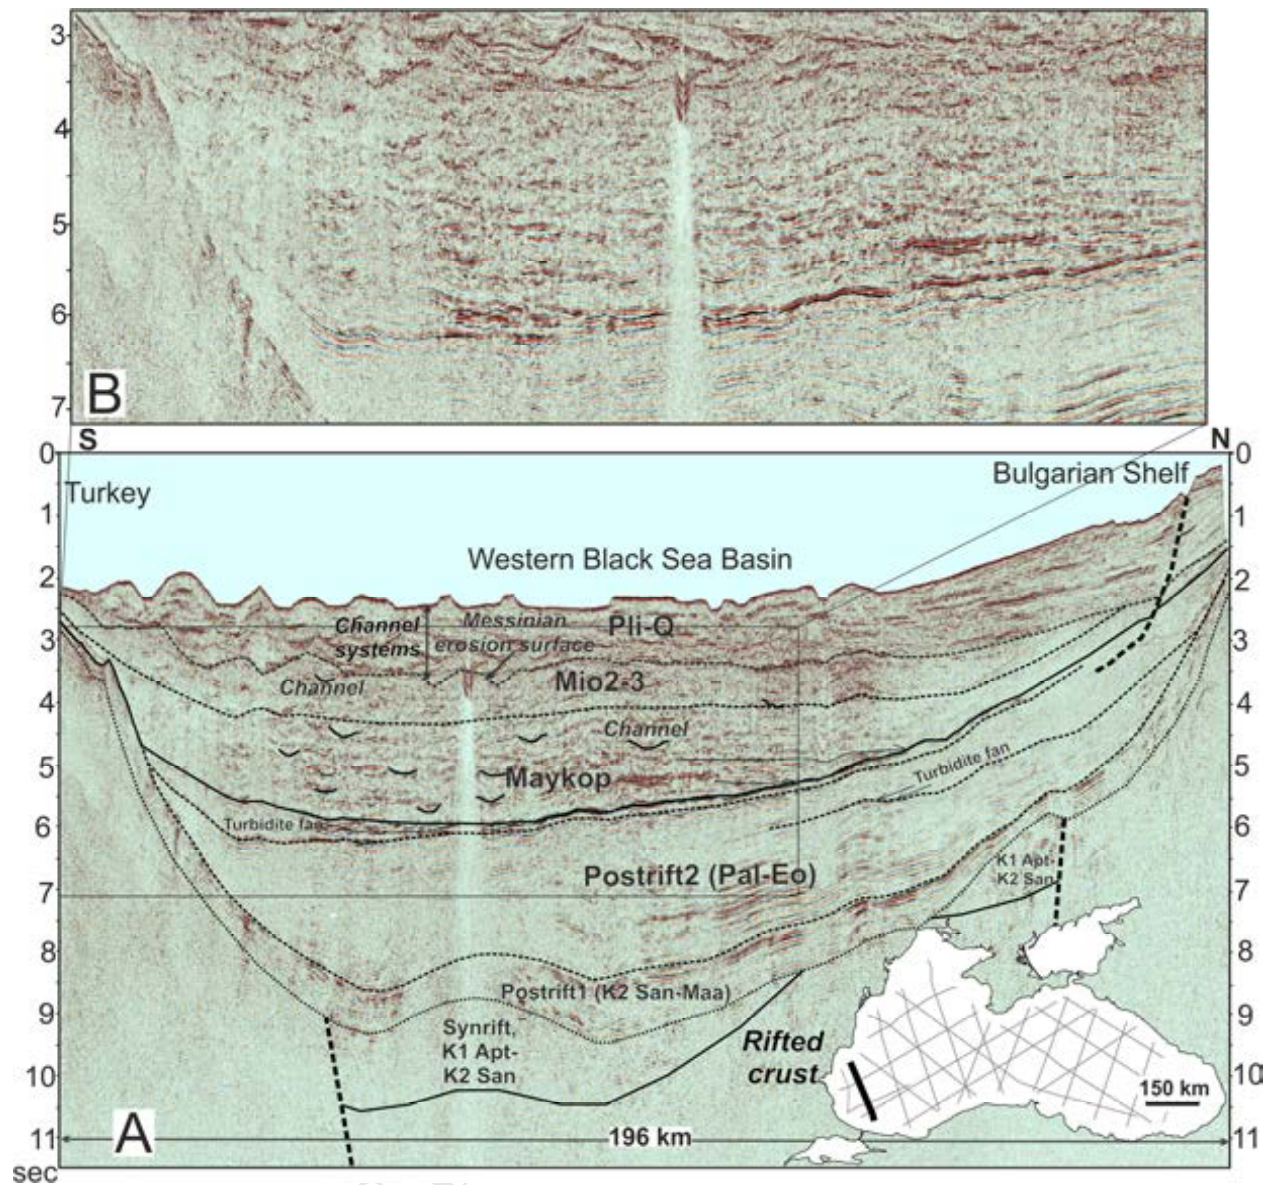 3
4
5
6
7
B
S
N
0
1
2
3
4
5
6
7
8
9
10
11
sec
0
1
2
3
4
5
6
7
8
9
10
11
Turkey
Bulgarian Shelf
Western Black Sea Basin
Channel
systems
Messinian
erosion surface
Pli-Q
Channel
Mio2-3
Channel
Maykop
Turbidite fan
Turbidite fan
Postrift2 (Pal-Eo)
K1 Apt-
K2 San
Postrift1 (K2 San-Maa)
Synrift,
K1 Apt-
K2 San
Rifted
crust
150 km
A
196 km